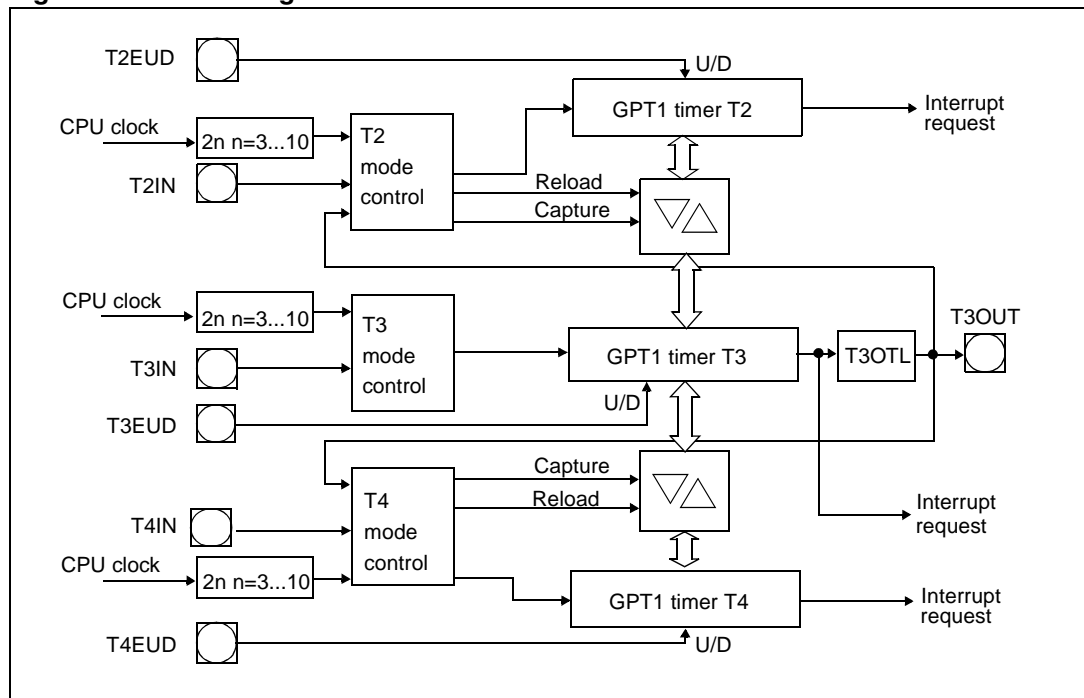 T2EUD
U/D
GPT1 timer T2
Interrupt
request
CPU clock
2n n=3...10
T2
mode
control
T2IN
Reload
Capture
CPU clock
2n n=3...10
T3
mode
control
T3IN
T3EUD
U/D
GPT1 timer T3
T3OTL
T3OUT
Capture
Reload
T4
mode
control
T4IN
CPU clock
2n n=3...10
Interrupt
request
GPT1 timer T4
Interrupt
request
T4EUD
U/D